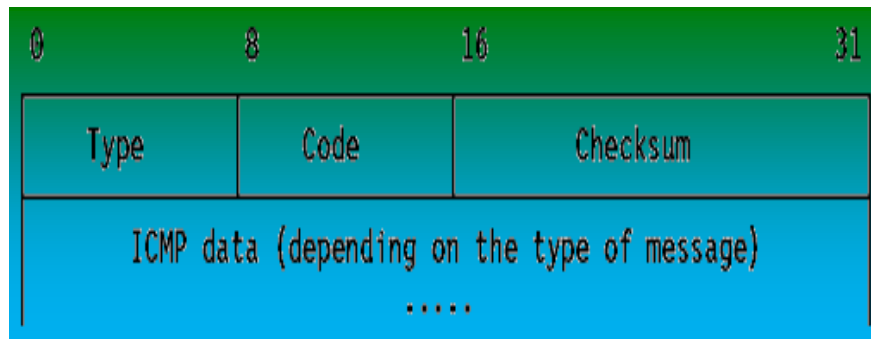 0 8 16 31
Type Code Checksum
ICMP data (depending on the type of message)
.....